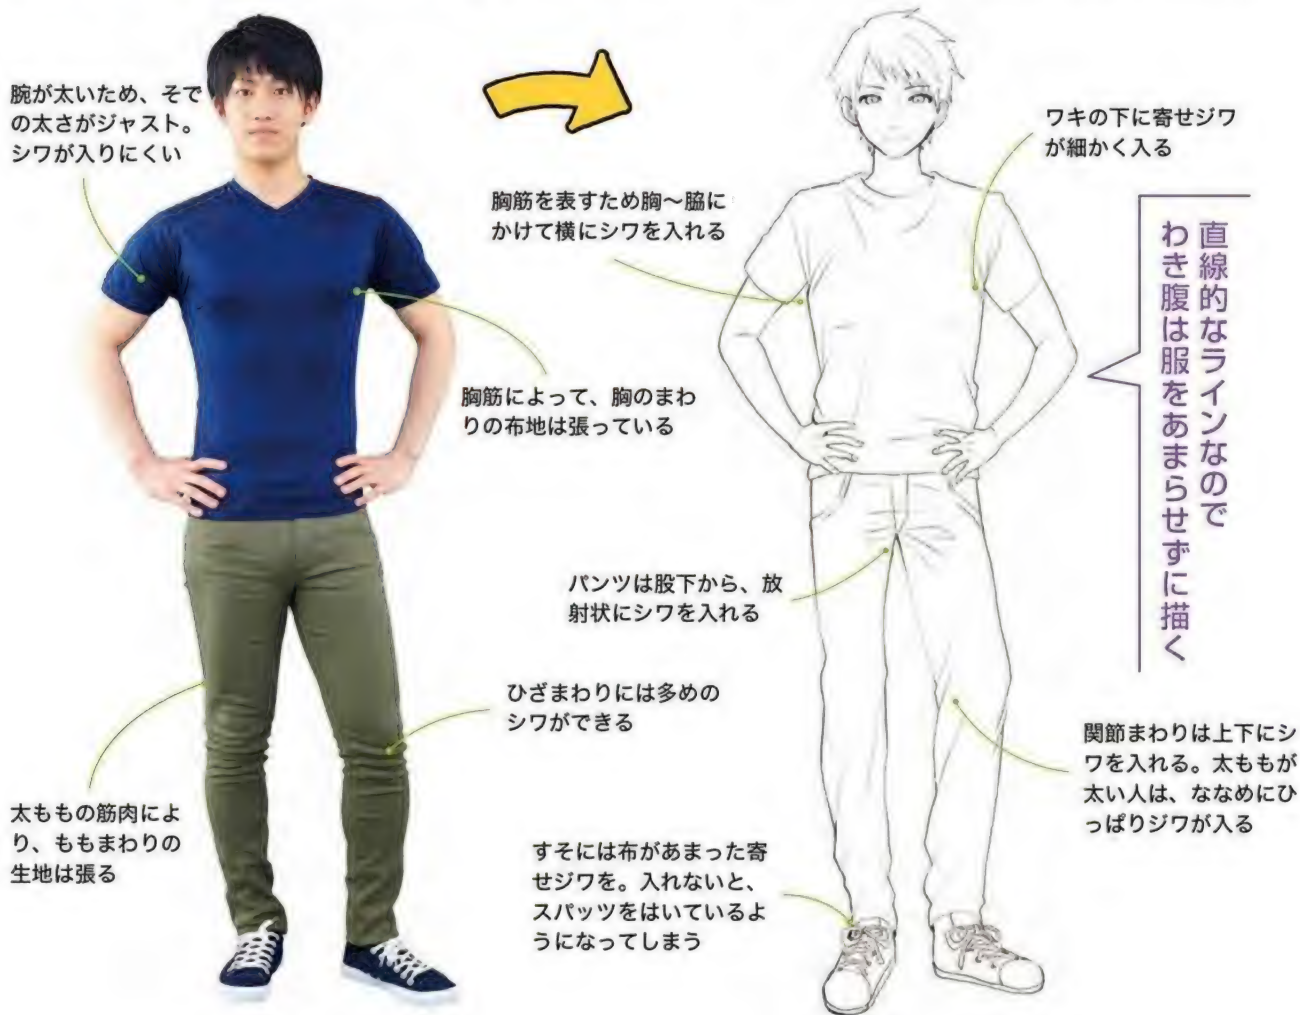 腕が太いため、そで
の太さがジャスト。
シワが入りにくい
胸筋によって、胸のまわ
りの布地は張っている
ひざまわりには多めの
シワができる
太ももの筋肉によ
り、ももまわりの
生地は張る
胸筋を表すため胸〜脇に
かけて横にシワを入れる
ワキの下に寄せジワ
が細かく入る
直線的なラインなので
わき腹は服をあまらせずに描く
パンツは股下から、放
射状にシワを入れる
関節まわりは上下にシ
ワを入れる。太ももが
太い人は、ななめにひ
っぱりジワが入る
すそには布があまった寄
せジワを。入れないと、
スパッツをはいているよ
うになってしまう